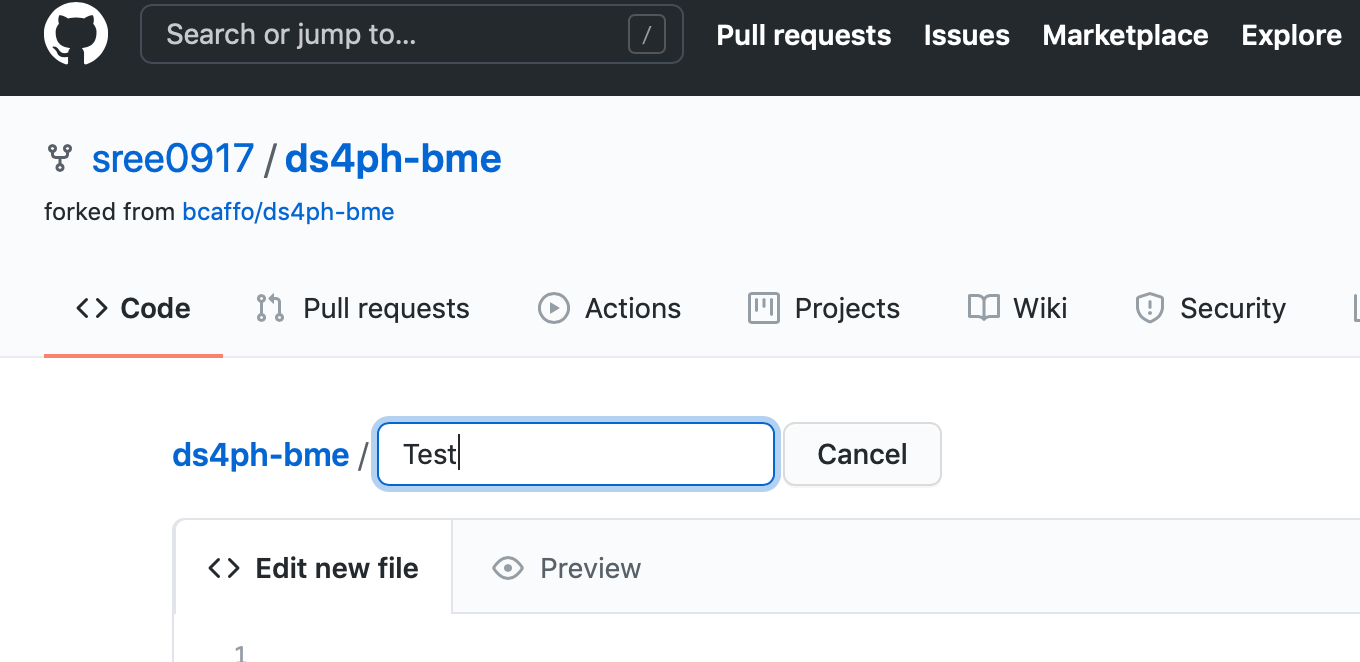 Search or jump to... / Pull requests Issues Marketplace Explore
sree0917 / ds4ph-bme
forked from bcaffo/ds4ph-bme
Code Pull requests Actions Projects Wiki Security
ds4ph-bme / Test Cancel
Edit new file Preview
1